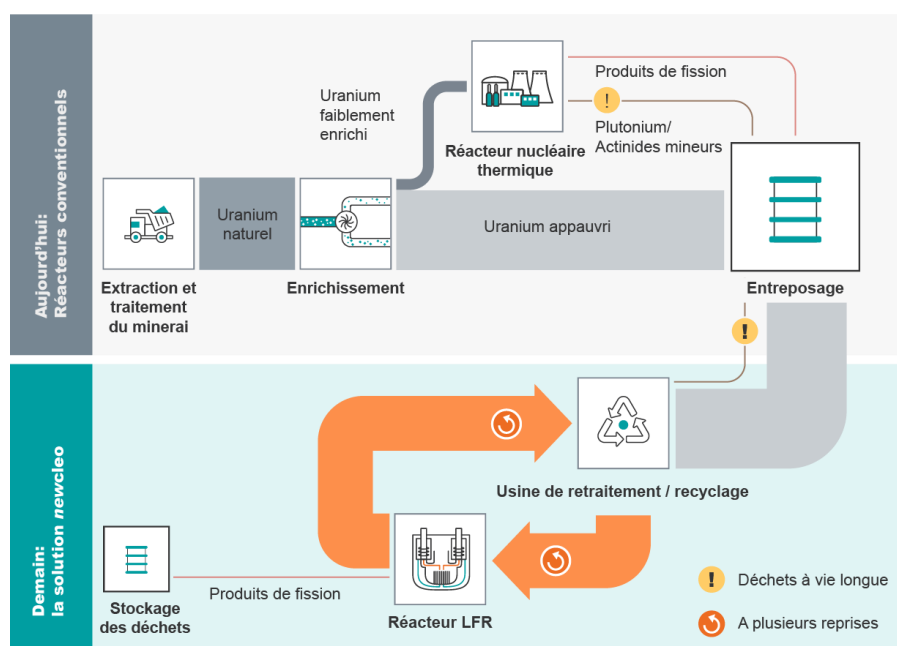 Aujourd'hui:
Réacteurs conventionnels
Uranium
faiblement
enrichi
Produits de fission
!
Plutonium/
Actinides mineurs
Réacteur nucléaire
thermique
Uranium
naturel
Uranium appauvri
Extraction et
traitement
du minerai
Enrichissement
Entreposage
!
Demain:
la solution newcleo
Usine de retraitement / recyclage
Produits de fission
Stockage
des déchets
Réacteur LFR
! Déchets à vie longue
A plusieurs reprises